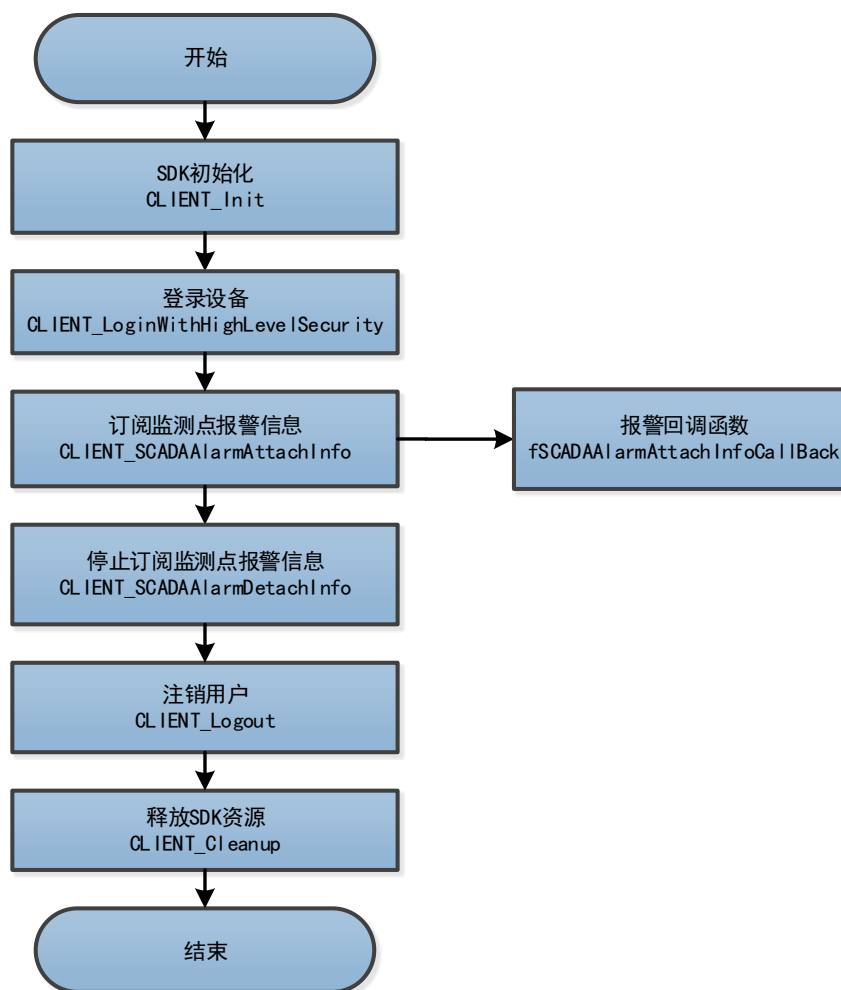 开始
SDK初始化
CLIENT_Init
登录设备
CLIENT_LoginWithHighLevelSecurity
订阅监测点报警信息
CLIENT_SCADAAlarmAttachInfo
报警回调函数
fSCADAAlarmAttachInfoCallBack
停止订阅监测点报警信息
CLIENT_SCADAAlarmDetachInfo
注销用户
CLIENT_Logout
释放SDK资源
CLIENT_Cleanup
结束